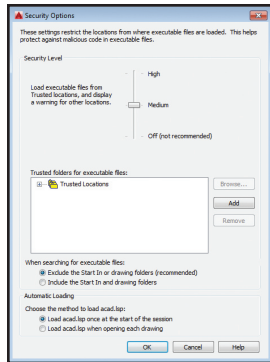 Security Options
These settings restrict the locations from where executable files are loaded. This helps
protect against malicious code in executable files.
Security Level
High
Load executable files from
Trusted locations, and display
a warning for other locations.
Medium
Off (not recommended)
Trusted folders for executable files:
Trusted Locations
Browse...
Add
Remove
When searching for executable files:
Exclude the Start In or drawing folders (recommended)
Include the Start In and drawing folders
Automatic Loading
Choose the method to load acad.lsp:
Load acad.lsp once at the start of the session
Load acad.lsp when opening each drawing
OK
Cancel
Help